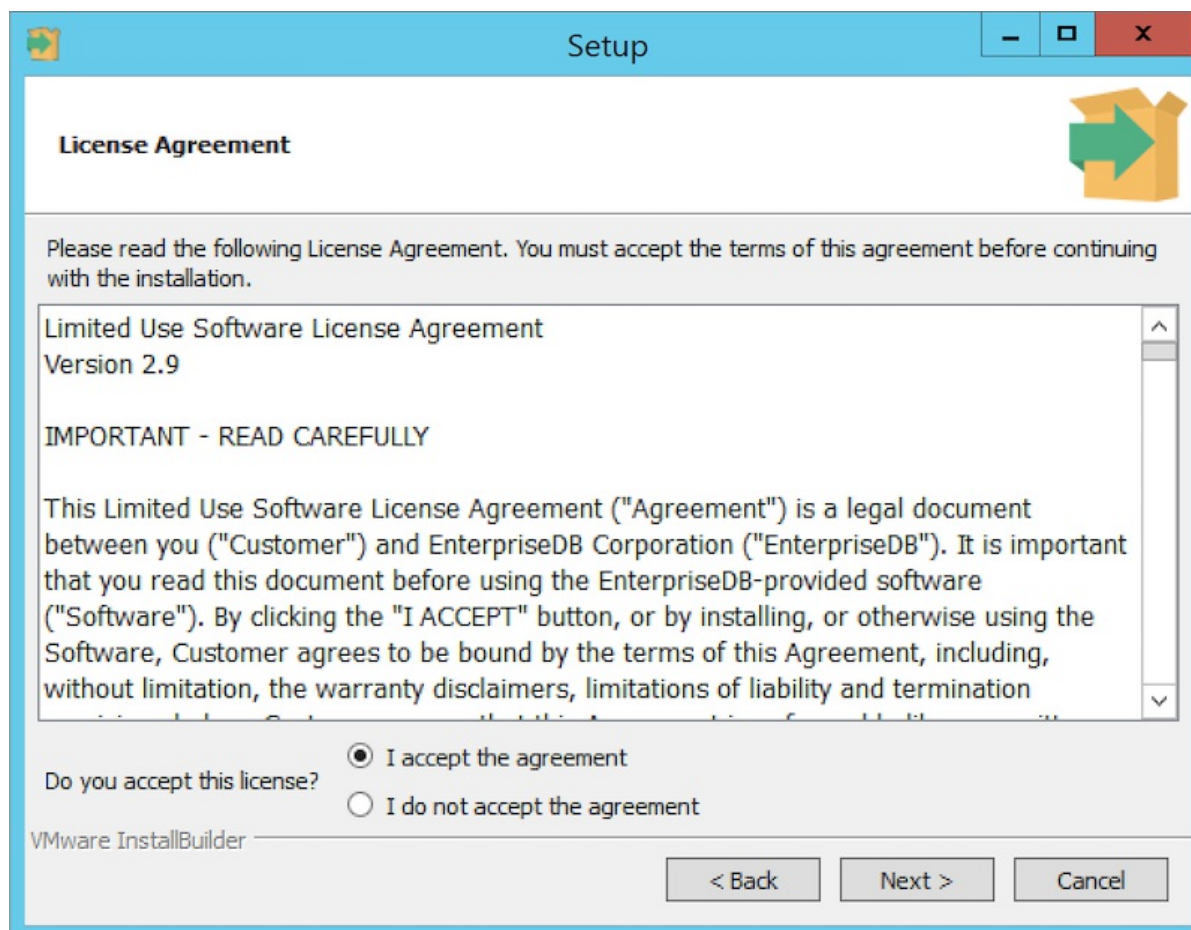 Setup
License Agreement
Please read the following License Agreement. You must accept the terms of this agreement before continuing
with the installation.
Limited Use Software License Agreement
Version 2.9
IMPORTANT - READ CAREFULLY
This Limited Use Software License Agreement ("Agreement") is a legal document
between you ("Customer") and EnterpriseDB Corporation ("EnterpriseDB"). It is important
that you read this document before using the EnterpriseDB-provided software
("Software"). By clicking the "I ACCEPT" button, or by installing, or otherwise using the
Software, Customer agrees to be bound by the terms of this Agreement, including,
without limitation, the warranty disclaimers, limitations of liability and termination
Do you accept this license?
I accept the agreement
I do not accept the agreement
VMware InstallBuilder
< Back
Next >
Cancel